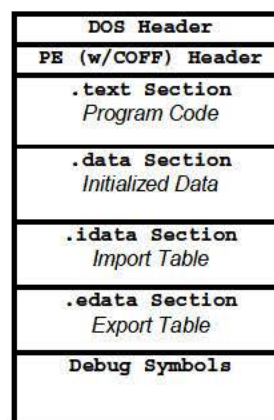 DOS Header
PE (w/COFF) Header
.text Section
Program Code
.data Section
Initialized Data
.idata Section
Import Table
.edata Section
Export Table
Debug Symbols